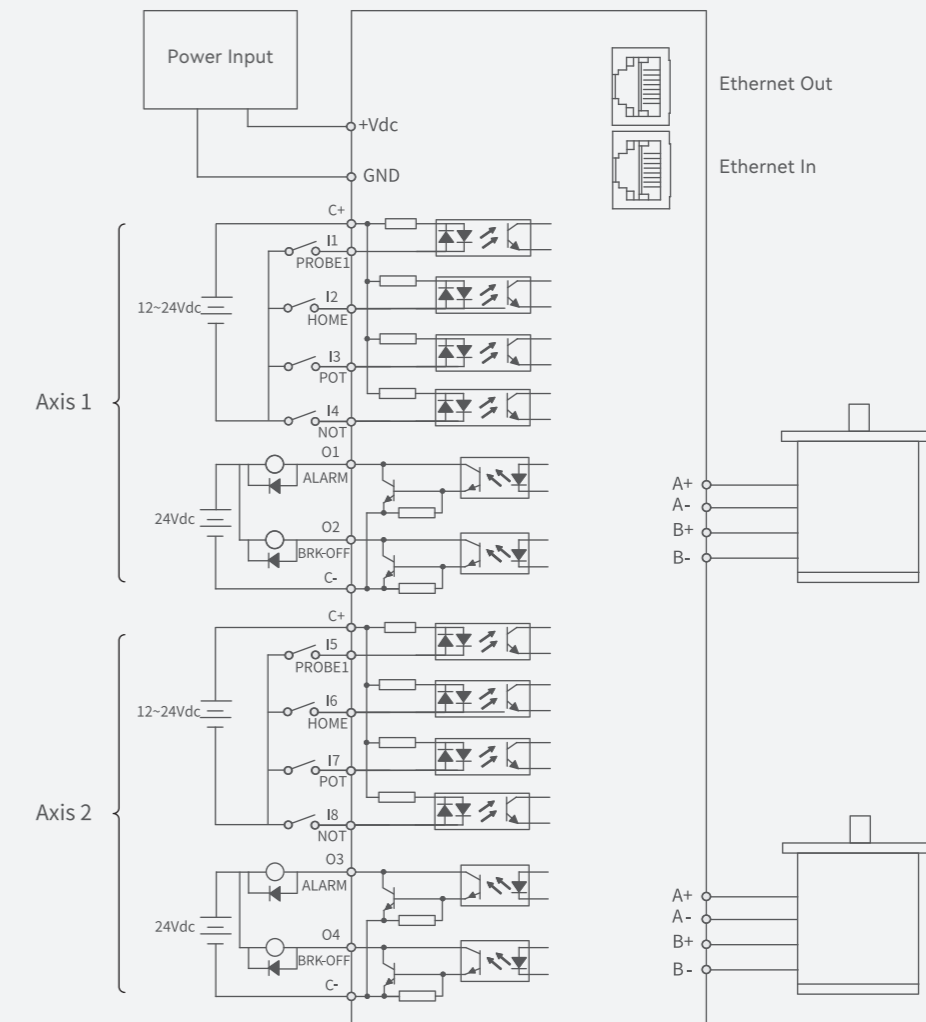 Power Input
Ethernet Out
+Vdc
Ethernet In
GND
C+
I1
PROBE1
I2
12~24Vdc
HOME
I3
POT
Axis 1
I4
NOT
O1
ALARM
A+
A-
24Vdc
O2
B+
BRK-OFF
B-
C-
C+
I5
PROBE1
I6
12~24Vdc
HOME
I7
POT
Axis 2
I8
NOT
O3
ALARM
A+
A-
24Vdc
O4
B+
BRK-OFF
B-
C-